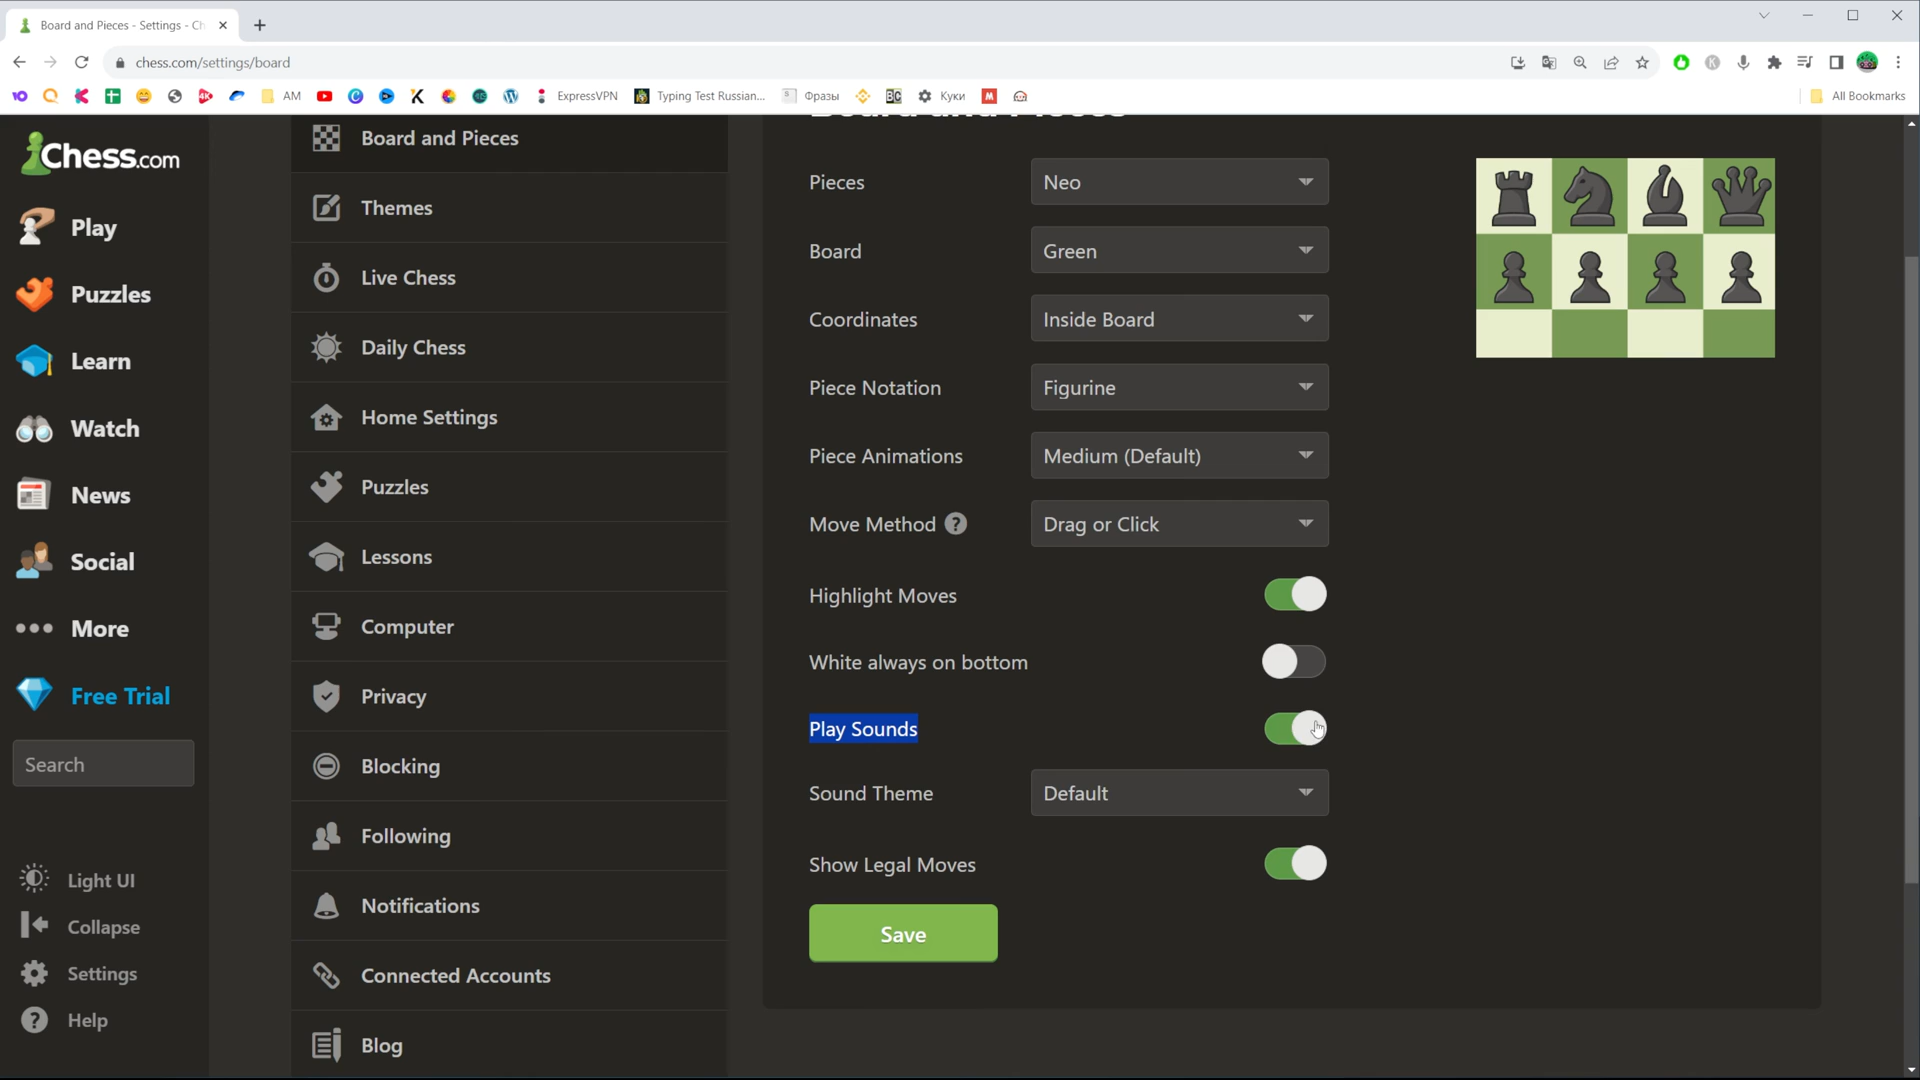 Board and Pieces - Settings - Ch
chess.com/settings/board
AM
ExpressVPN
Typing Test Russian...
Фразы
Куки
All Bookmarks
Chess.com
Play
Puzzles
Learn
Watch
News
Social
More
Free Trial
Search
Light UI
Collapse
Settings
Help
Board and Pieces
Themes
Live Chess
Daily Chess
Home Settings
Puzzles
Lessons
Computer
Privacy
Blocking
Following
Notifications
Connected Accounts
Blog
Board and Pieces
Pieces Neo
Board Green
Coordinates Inside Board
Piece Notation Figurine
Piece Animations Medium (Default)
Move Method ? Drag or Click
Highlight Moves
White always on bottom
Play Sounds
Sound Theme Default
Show Legal Moves
Save